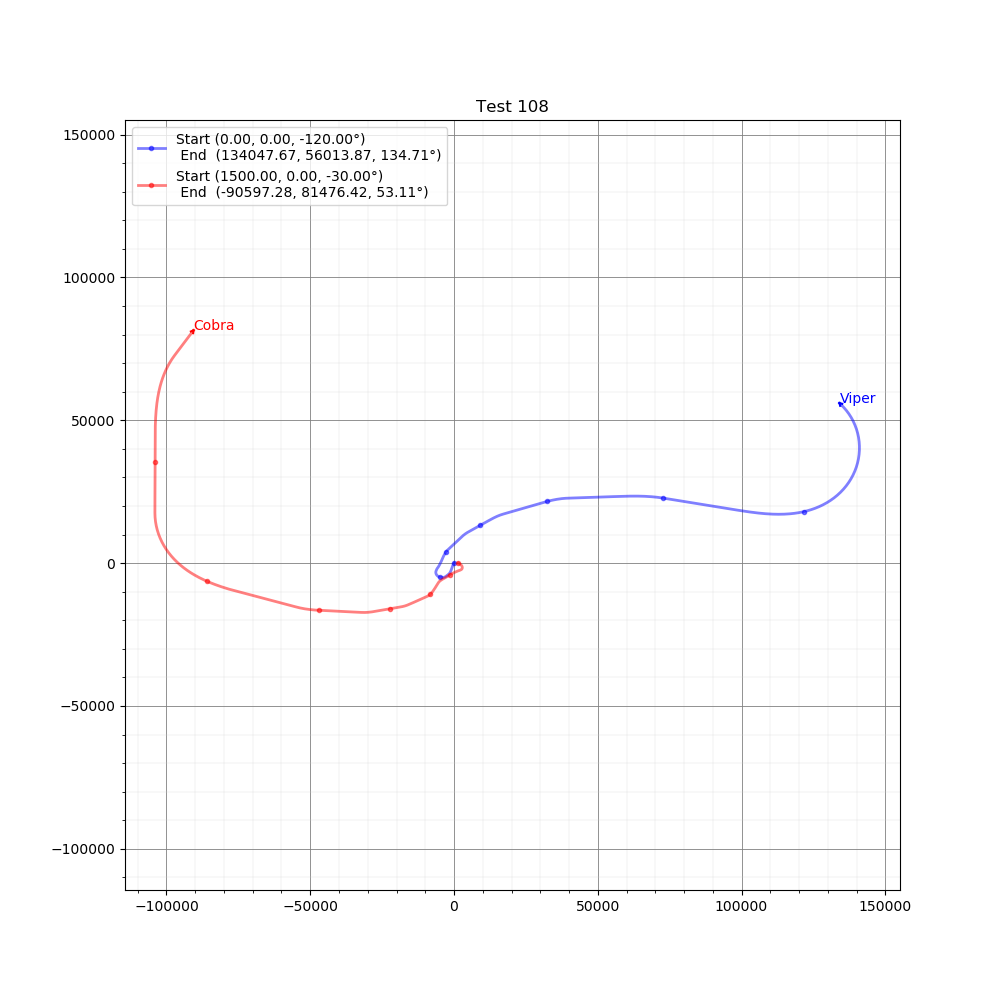 Test 108
Start (0.00, 0.00, -120.00°)
End (134047.67, 56013.87, 134.71°)
Start (1500.00, 0.00, -30.00°)
End (-90597.28, 81476.42, 53.11°)
150000
100000
50000
0
−50000
−100000
Cobra
Viper
−100000 −50000 0 50000 100000 150000